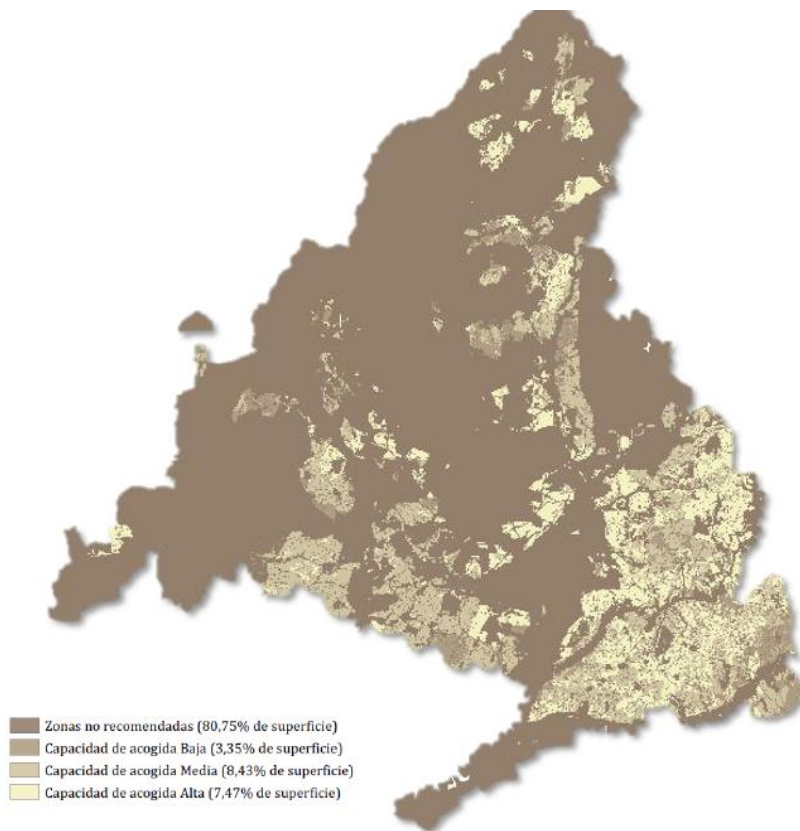 Zonas no recomendadas (80,75% de superficie)
Capacidad de acogida Baja (3,35% de superficie)
Capacidad de acogida Media (8,43% de superficie)
Capacidad de acogida Alta (7,47% de superficie)